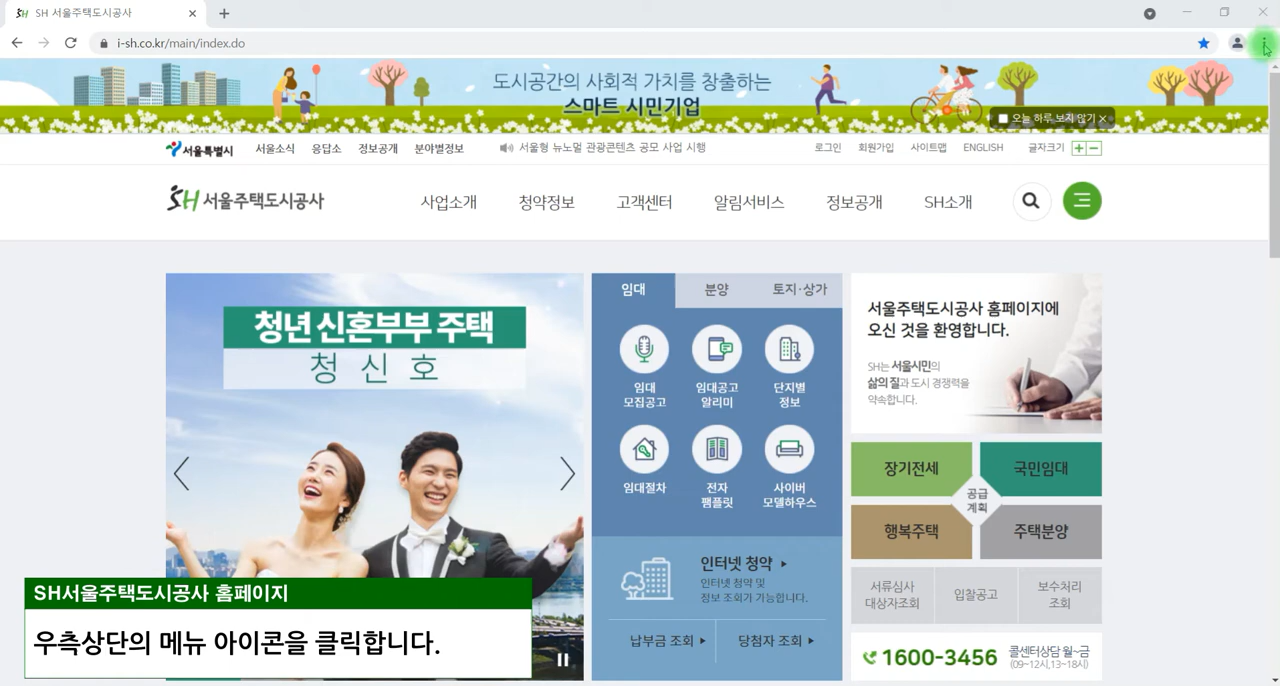 SH 서울주택도시공사
i-sh.co.kr/main/index.do
도시공간의 사회적 가치를 창출하는
스마트 시민기업
오늘 하루 보지 않기 ×
서울특별시 서울소식 응답소 정보공개 분야별정보 서울형 뉴노멀 관광콘텐츠 공모 사업 시행 로그인 회원가입 사이트맵 ENGLISH 글자크기 + −
SH 서울주택도시공사 사업소개 청약정보 고객센터 알림서비스 정보공개 SH소개
청년 신혼부부 주택
청 신 호
임대 분양 토지·상가
임대
모집공고
임대공고
알리미
단지별
정보
임대절차
전자
팸플릿
사이버
모델하우스
인터넷 청약
인터넷 청약 및
정보 조회가 가능합니다.
납부금 조회 당첨자 조회
서울주택도시공사 홈페이지에
오신 것을 환영합니다.
SH는 서울시민의
삶의 질과 도시 경쟁력을
약속합니다.
장기전세 국민임대
공급
계획
행복주택 주택분양
서류심사
대상자조회
입찰공고
보수처리
조회
1600-3456
콜센터상담 월~금
(09~12시,13~18시)
SH서울주택도시공사 홈페이지
우측상단의 메뉴 아이콘을 클릭합니다.